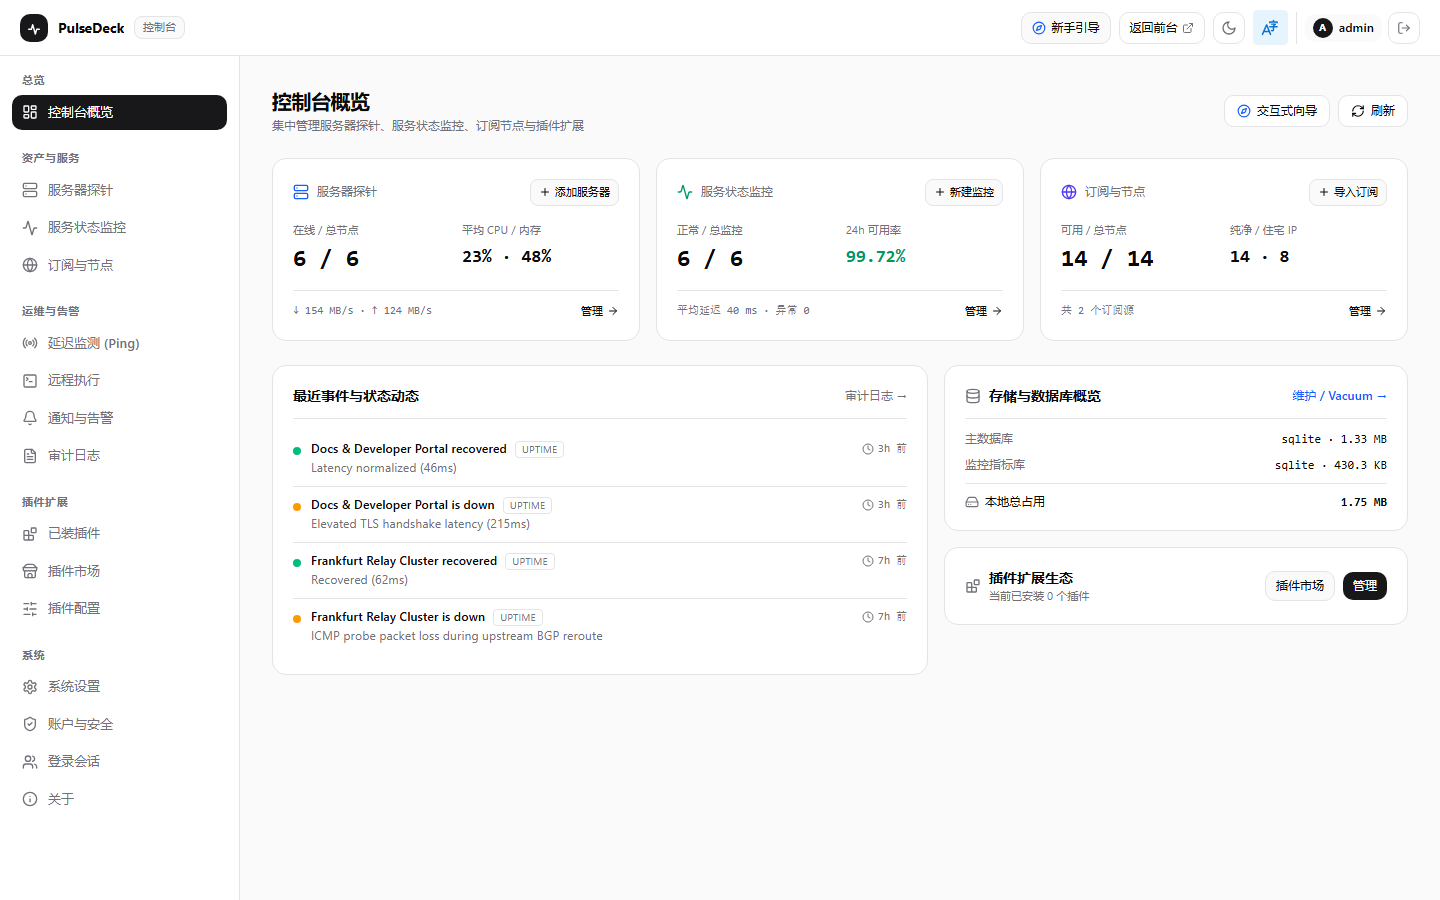 PulseDeck 控制台
新手引导 返回前台 A admin
总览
控制台概览
资产与服务
服务器探针
服务状态监控
订阅与节点
运维与告警
延迟监测 (Ping)
远程执行
通知与告警
审计日志
插件扩展
已装插件
插件市场
插件配置
系统
系统设置
账户与安全
登录会话
关于
控制台概览
集中管理服务器探针、服务状态监控、订阅节点与插件扩展
交互式向导 刷新
服务器探针 + 添加服务器
在线 / 总节点 平均 CPU / 内存
6 / 6 23% · 48%
↓ 154 MB/s · ↑ 124 MB/s 管理 →
服务状态监控 + 新建监控
正常 / 总监控 24h 可用率
6 / 6 99.72%
平均延迟 40 ms · 异常 0 管理 →
订阅与节点 + 导入订阅
可用 / 总节点 纯净 / 住宅 IP
14 / 14 14 · 8
共 2 个订阅源 管理 →
最近事件与状态动态 审计日志 →
Docs & Developer Portal recovered UPTIME 3h 前
Latency normalized (46ms)
Docs & Developer Portal is down UPTIME 3h 前
Elevated TLS handshake latency (215ms)
Frankfurt Relay Cluster recovered UPTIME 7h 前
Recovered (62ms)
Frankfurt Relay Cluster is down UPTIME 7h 前
ICMP probe packet loss during upstream BGP reroute
存储与数据库概览 维护 / Vacuum →
主数据库 sqlite · 1.33 MB
监控指标库 sqlite · 430.3 KB
本地总占用 1.75 MB
插件扩展生态
当前已安装 0 个插件
插件市场 管理